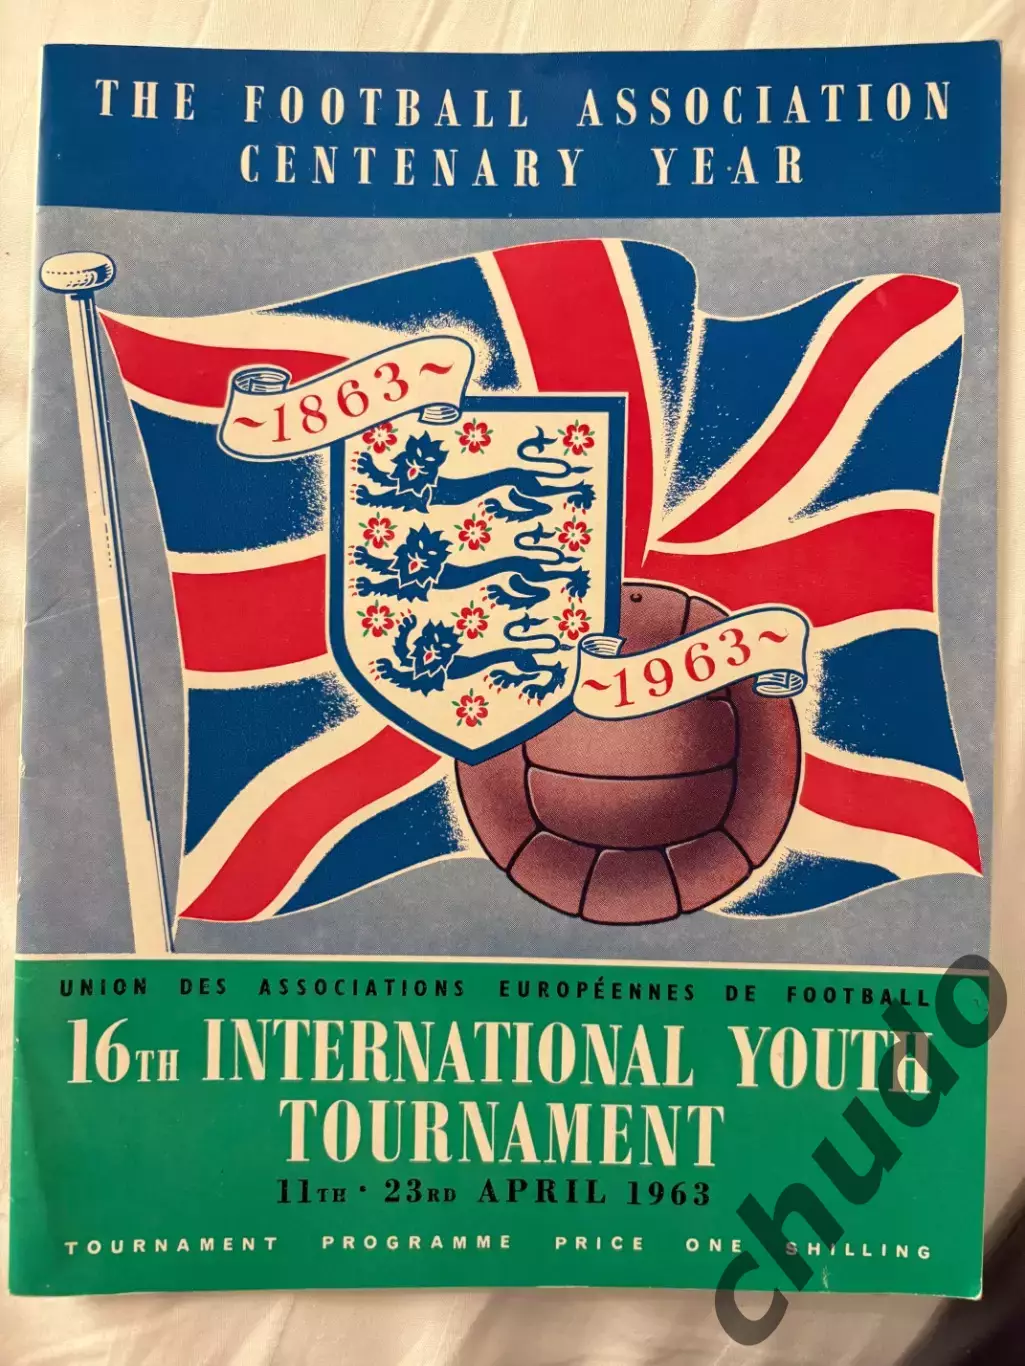 THE FOOTBALL ASSOCIATION
CENTENARY YEAR
~1863~
~1963~
UNION DES ASSOCIATIONS EUROPÉENNES DE FOOTBALL
16TH INTERNATIONAL YOUTH
TOURNAMENT
11TH · 23RD APRIL 1963
TOURNAMENT PROGRAMME PRICE ONE SHILLING
chudo